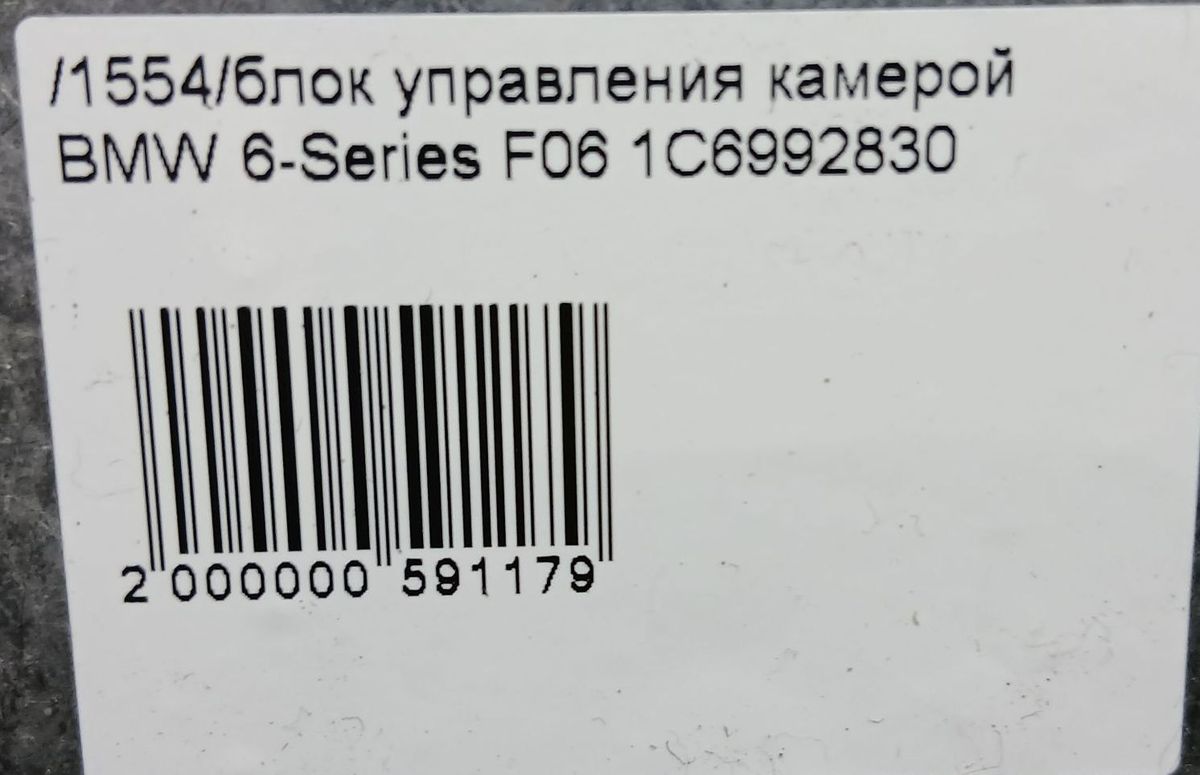 /1554/блок управления камерой
BMW 6-Series F06 1C6992830
2 000000 591179